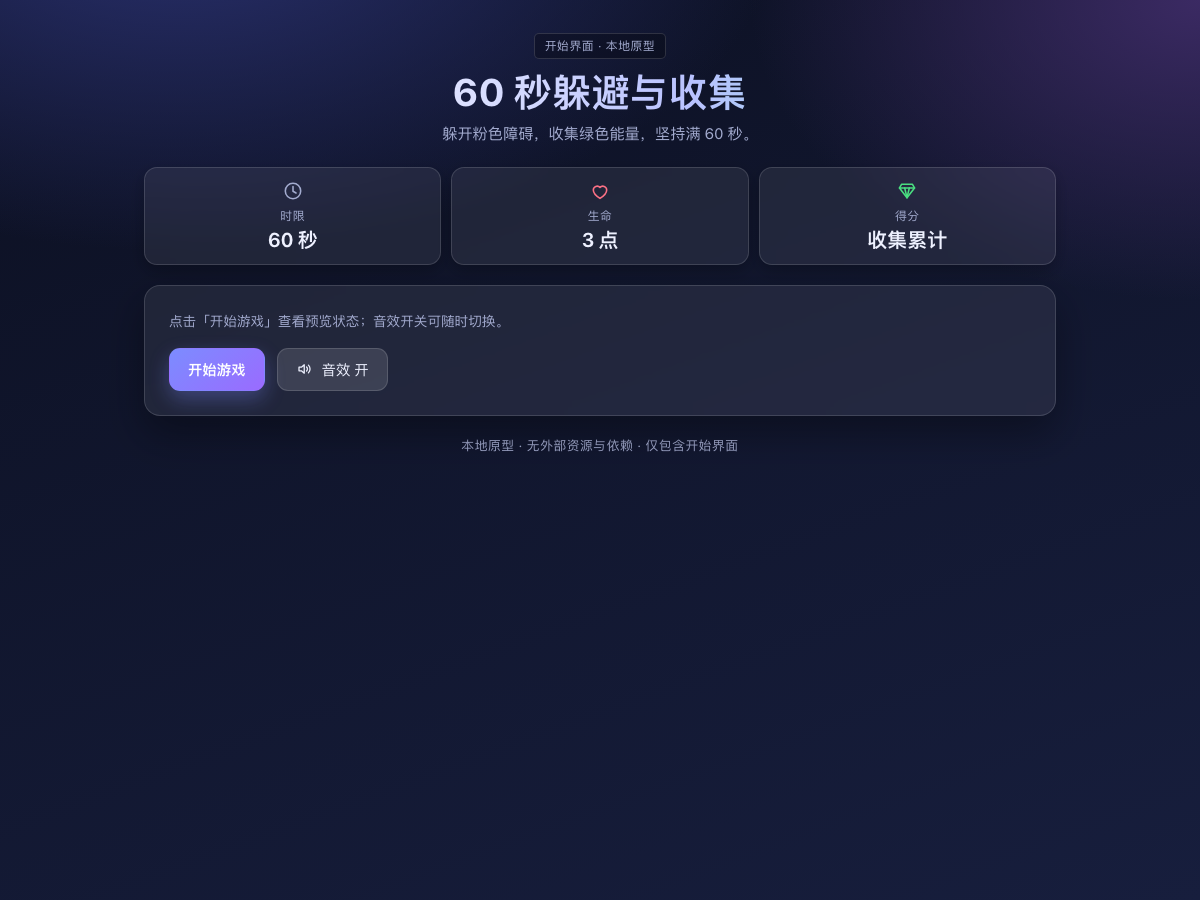 开始界面 · 本地原型
60 秒躲避与收集
躲开粉色障碍，收集绿色能量，坚持满 60 秒。
时限
60 秒
生命
3 点
得分
收集累计
点击「开始游戏」查看预览状态；音效开关可随时切换。
开始游戏
音效 开
本地原型 · 无外部资源与依赖 · 仅包含开始界面